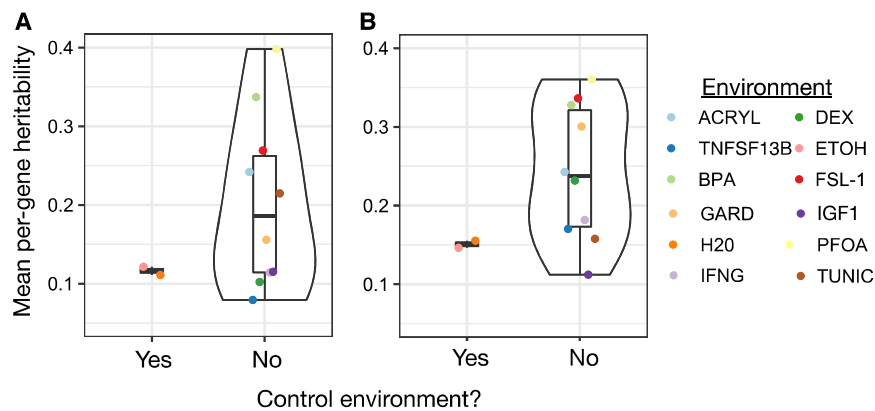 A
B
Mean per-gene heritability
0.4
0.3
0.2
0.1
Yes
No
0.4
0.3
0.2
0.1
Yes
No
Control environment?
Environment
ACRYL
DEX
TNFSF13B
ETOH
BPA
FSL-1
GARD
IGF1
H20
PFOA
IFNG
TUNIC